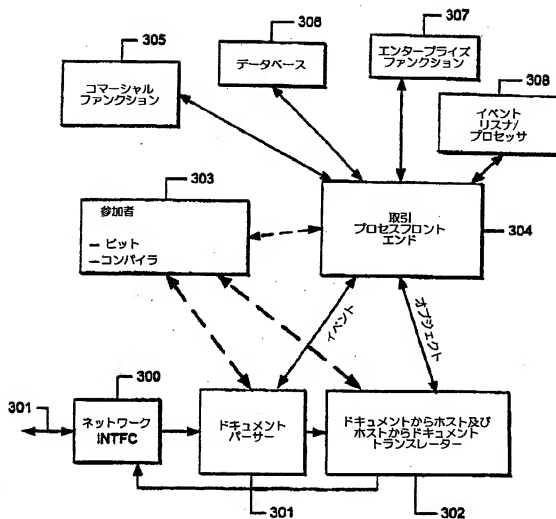 305
コマーシャル
ファンクション
306
データベース
307
エンタープライズ
ファンクション
308
イベント
リスナ/
プロセッサ
303
参加者
― ビット
―コンパイラ
取引
プロセスフロント
エンド
304
イベント
オブジェクト
300
301
ネットワーク
INTFC
ドキュメント
パーサー
301
ドキュメントからホスト及び
ホストからドキュメント
トランスレーター
302